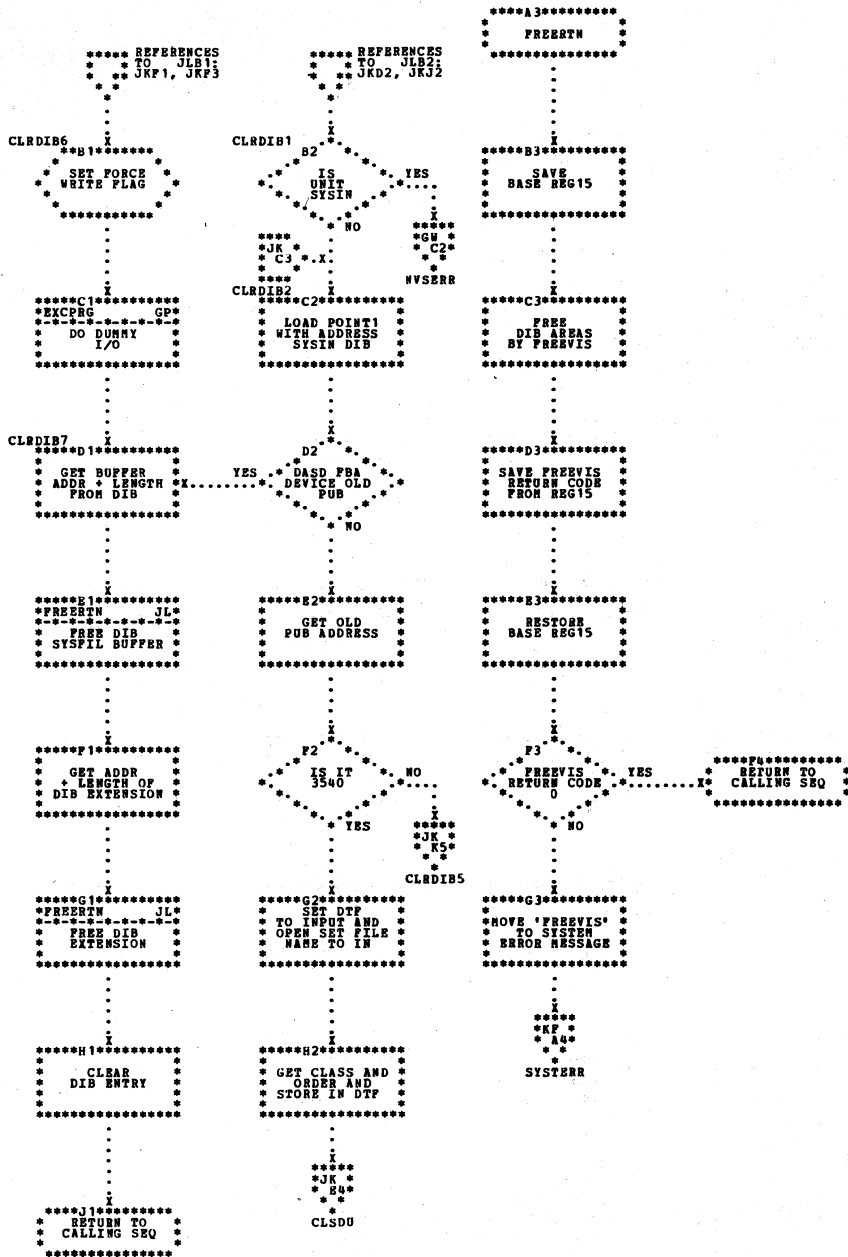 REFERENCES
TO JLB1:
JKF1, JKF3
CLRDIB6
B1
SET FORCE
WRITE FLAG
C1
EXCPRG GP
DO DUMMY
I/O
CLRDIB7
D1
GET BUFFER
ADDR + LENGTH
FROM DIB
E1
FREERTN JL
FREE DIB
SYSFIL BUFFER
F1
GET ADDR
+ LENGTH OF
DIB EXTENSION
G1
FREERTN JL
FREE DIB
EXTENSION
H1
CLEAR
DIB ENTRY
J1
RETURN TO
CALLING SEQ
REFERENCES
TO JLB2:
JKD2, JKJ2
CLRDIB1
B2
IS
UNIT
SYSIN
YES
NO
GW
C2
NVSERR
JK
C3
CLRDIB2
C2
LOAD POINT1
WITH ADDRESS
SYSIN DIB
D2
DASD FBA
DEVICE OLD
PUB
YES
NO
E2
GET OLD
PUB ADDRESS
F2
IS IT
3540
NO
YES
JK
K5
CLRDIB5
G2
SET DTF
TO INPUT AND
OPEN SET FILE
NAME TO IN
H2
GET CLASS AND
ORDER AND
STORE IN DTF
JK
E4
CLSDU
A3
FREERTN
B3
SAVE
BASE REG15
C3
FREE
DIB AREAS
BY FREEVIS
D3
SAVE FREEVIS
RETURN CODE
FROM REG15
E3
RESTORE
BASE REG15
F3
FREEVIS
RETURN CODE
0
YES
NO
F4
RETURN TO
CALLING SEQ
G3
MOVE 'FREEVIS'
TO SYSTEM
ERROR MESSAGE
KF
A4
SYSTERR